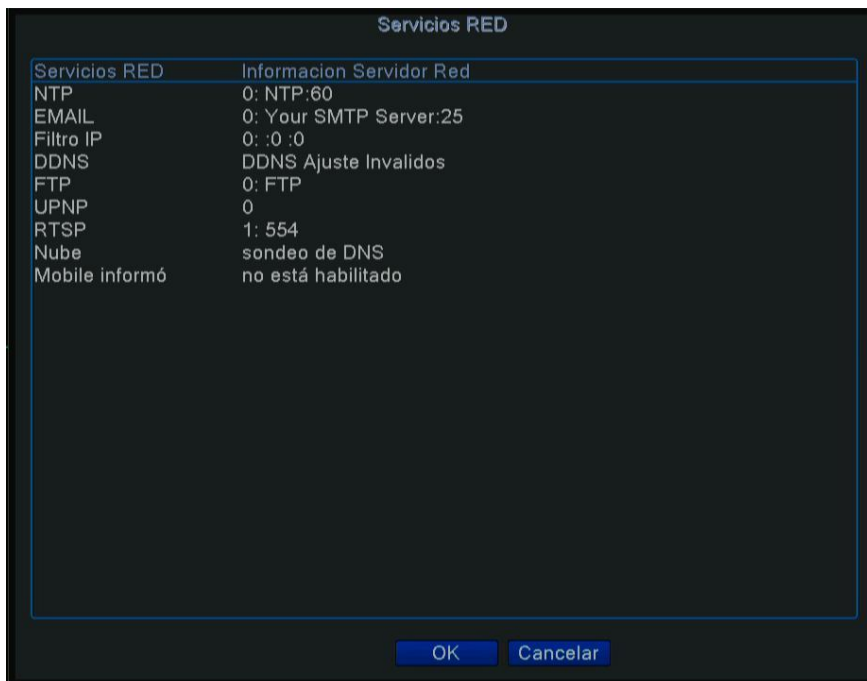 Servicios RED
Servicios RED Informacion Servidor Red
NTP 0: NTP:60
EMAIL 0: Your SMTP Server:25
Filtro IP 0: :0 :0
DDNS DDNS Ajuste Invalidos
FTP 0: FTP
UPNP 0
RTSP 1: 554
Nube sondeo de DNS
Mobile informó no está habilitado
OK Cancelar